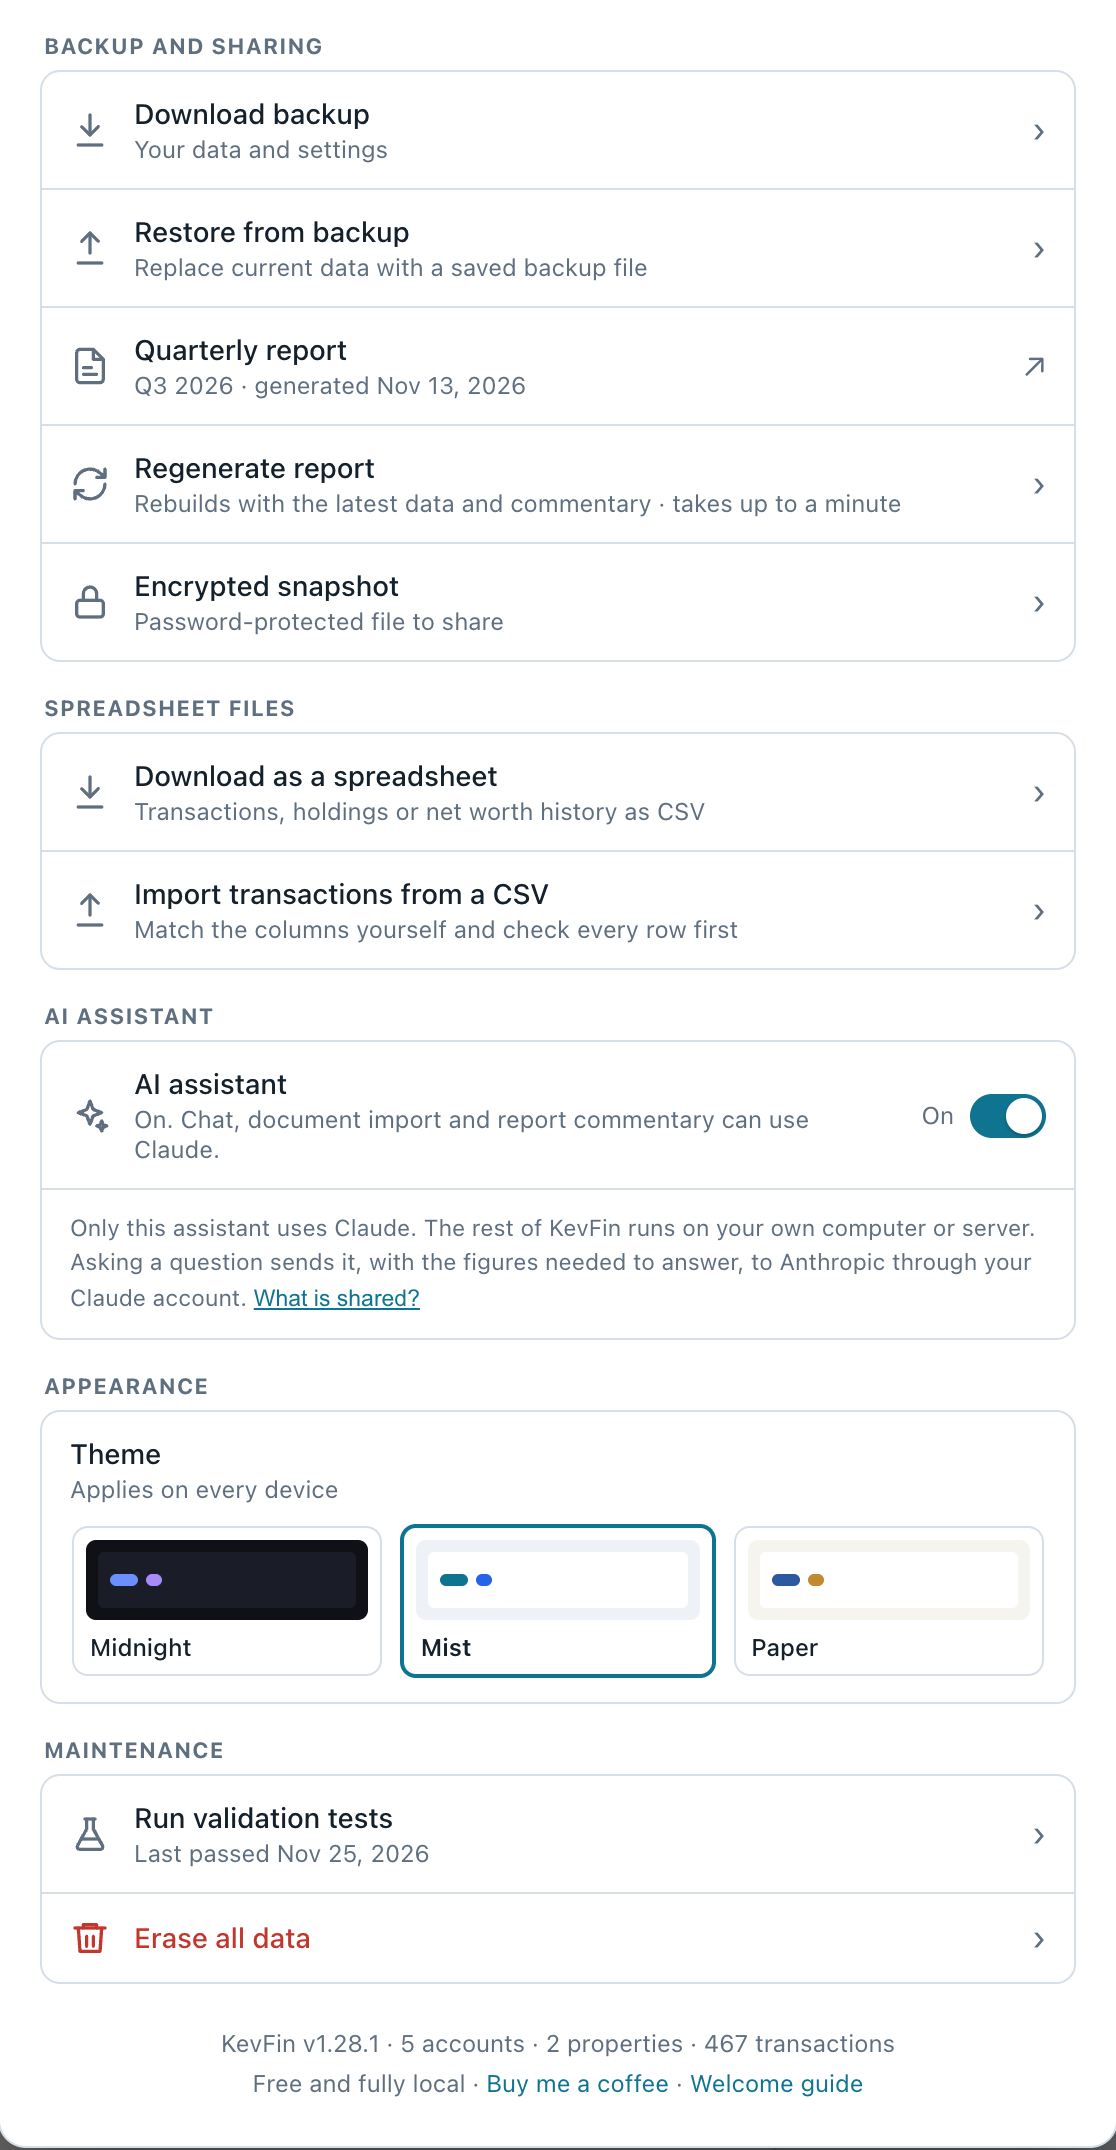 BACKUP AND SHARING
Download backup
Your data and settings
Restore from backup
Replace current data with a saved backup file
Quarterly report
Q3 2026 · generated Nov 13, 2026
Regenerate report
Rebuilds with the latest data and commentary · takes up to a minute
Encrypted snapshot
Password-protected file to share
SPREADSHEET FILES
Download as a spreadsheet
Transactions, holdings or net worth history as CSV
Import transactions from a CSV
Match the columns yourself and check every row first
AI ASSISTANT
AI assistant
On. Chat, document import and report commentary can use
Claude.
On
Only this assistant uses Claude. The rest of KevFin runs on your own computer or server.
Asking a question sends it, with the figures needed to answer, to Anthropic through your
Claude account. What is shared?
APPEARANCE
Theme
Applies on every device
Midnight
Mist
Paper
MAINTENANCE
Run validation tests
Last passed Nov 25, 2026
Erase all data
KevFin v1.28.1 · 5 accounts · 2 properties · 467 transactions
Free and fully local · Buy me a coffee · Welcome guide